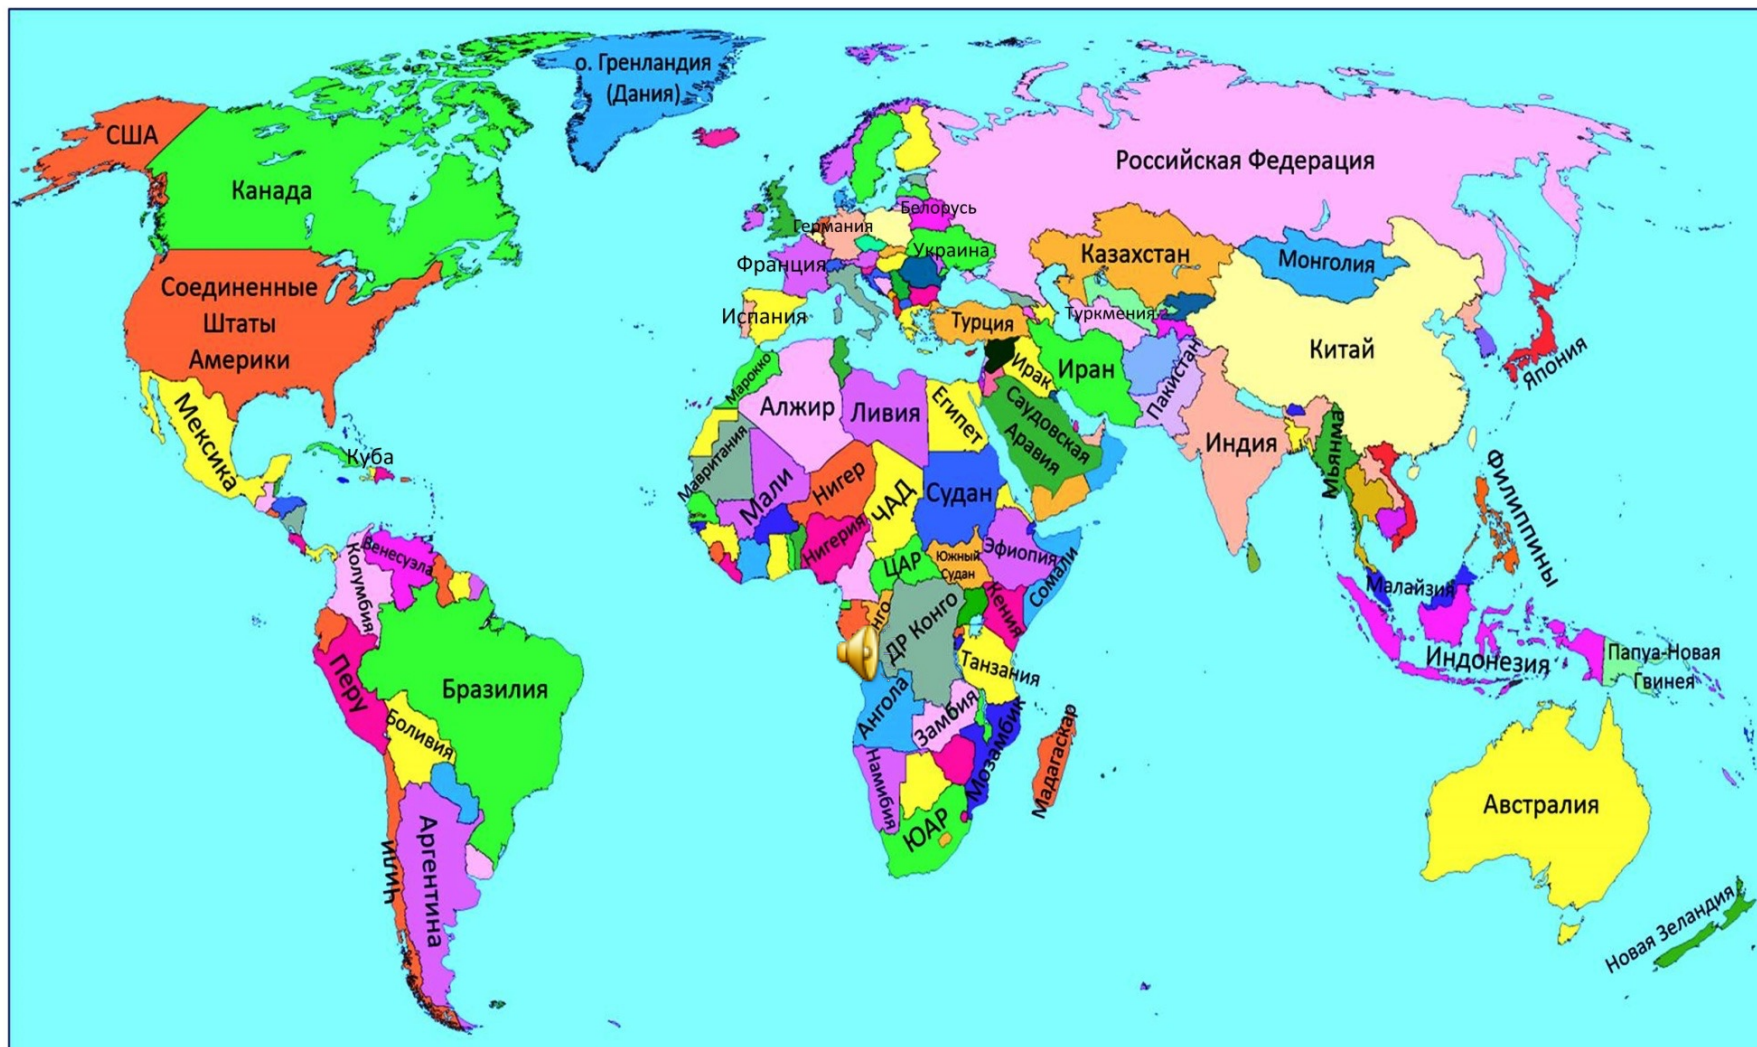 о. Гренландия
(Дания)
США
Канада
Российская Федерация
Соединенные
Штаты
Америки
Белорусь
Германия
Украина
Франция
Испания
Казахстан
Монголия
Туркмения
Турция
Китай
Япония
Иран
Ирак
Пакистан
Марокко
Алжир
Ливия
Египет
Саудовская
Аравия
Индия
Мьянма
Мексика
Куба
Мавритания
Мали
Нигер
ЧАД
Судан
Филиппины
Нигерия
ЦАР
Южный
Судан
Эфиопия
Сомали
Колумбия
Венесуэла
нго
ДР Конго
Кения
Малайзия
Танзания
Индонезия
Папуа-Новая
Гвинея
Перу
Бразилия
Боливия
Ангола
Замбия
Мозамбик
Мадагаскар
Намибия
ЮАР
Австралия
Чили
Аргентина
Новая Зеландия